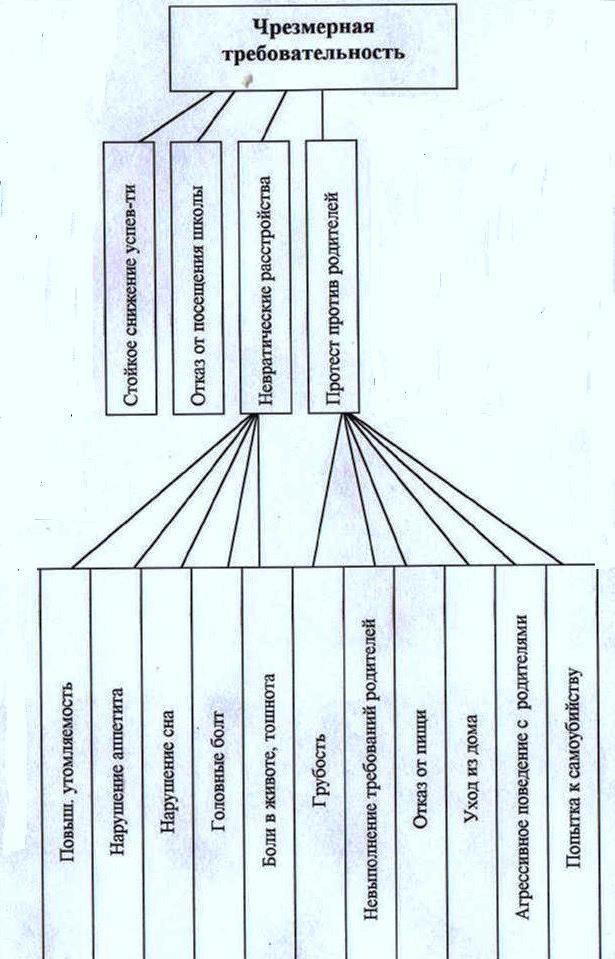 Чрезмерная
требовательность
Стойкое снижение успев-ти
Отказ от посещения школы
Невратические расстройства
Протест против родителей
Повыш. утомляемость
Нарушение аппетита
Нарушение сна
Головные болт
Боли в животе, тошнота
Грубость
Невыполнение требований родителей
Отказ от пищи
Уход из дома
Агрессивное поведение с родителями
Попытка к самоубийству